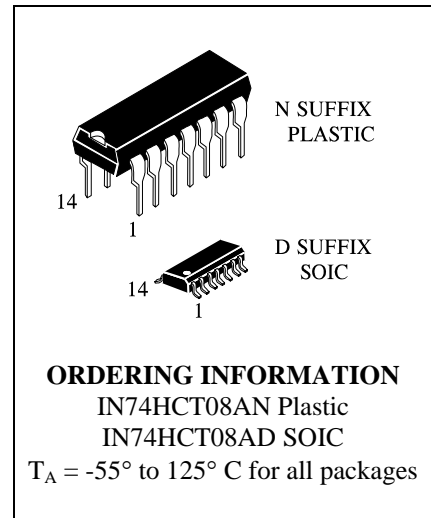 N SUFFIX
PLASTIC
14
1
D SUFFIX
SOIC
14
1
ORDERING INFORMATION
IN74HCT08AN Plastic
IN74HCT08AD SOIC
T_A = -55° to 125° C for all packages